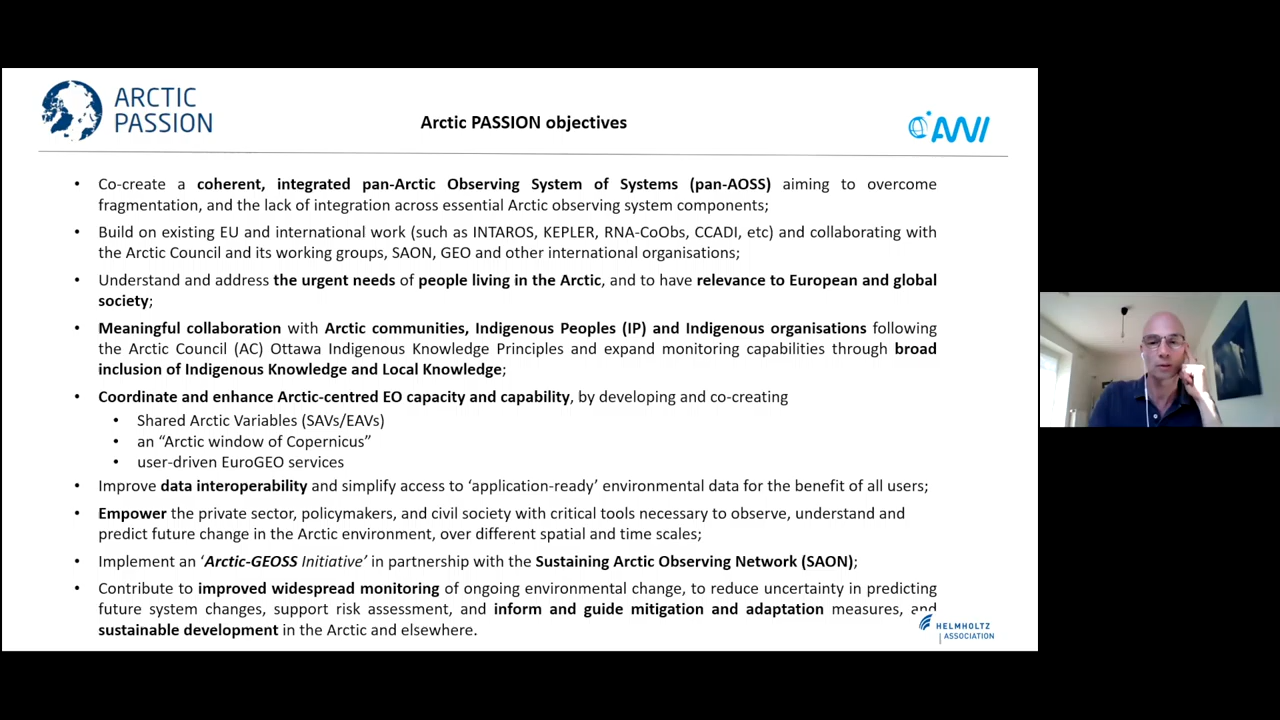 ARCTIC
PASSION
Arctic PASSION objectives
AWI
• Co-create a coherent, integrated pan-Arctic Observing System of Systems (pan-AOSS) aiming to overcome
fragmentation, and the lack of integration across essential Arctic observing system components;
• Build on existing EU and international work (such as INTAROS, KEPLER, RNA-CoObs, CCADI, etc) and collaborating with
the Arctic Council and its working groups, SAON, GEO and other international organisations;
• Understand and address the urgent needs of people living in the Arctic, and to have relevance to European and global
society;
• Meaningful collaboration with Arctic communities, Indigenous Peoples (IP) and Indigenous organisations following
the Arctic Council (AC) Ottawa Indigenous Knowledge Principles and expand monitoring capabilities through broad
inclusion of Indigenous Knowledge and Local Knowledge;
• Coordinate and enhance Arctic-centred EO capacity and capability, by developing and co-creating
• Shared Arctic Variables (SAVs/EAVs)
• an “Arctic window of Copernicus”
• user-driven EuroGEO services
• Improve data interoperability and simplify access to ‘application-ready’ environmental data for the benefit of all users;
• Empower the private sector, policymakers, and civil society with critical tools necessary to observe, understand and
predict future change in the Arctic environment, over different spatial and time scales;
• Implement an ‘Arctic-GEOSS Initiative’ in partnership with the Sustaining Arctic Observing Network (SAON);
• Contribute to improved widespread monitoring of ongoing environmental change, to reduce uncertainty in predicting
future system changes, support risk assessment, and inform and guide mitigation and adaptation measures, and
sustainable development in the Arctic and elsewhere.
HELMHOLTZ
ASSOCIATION